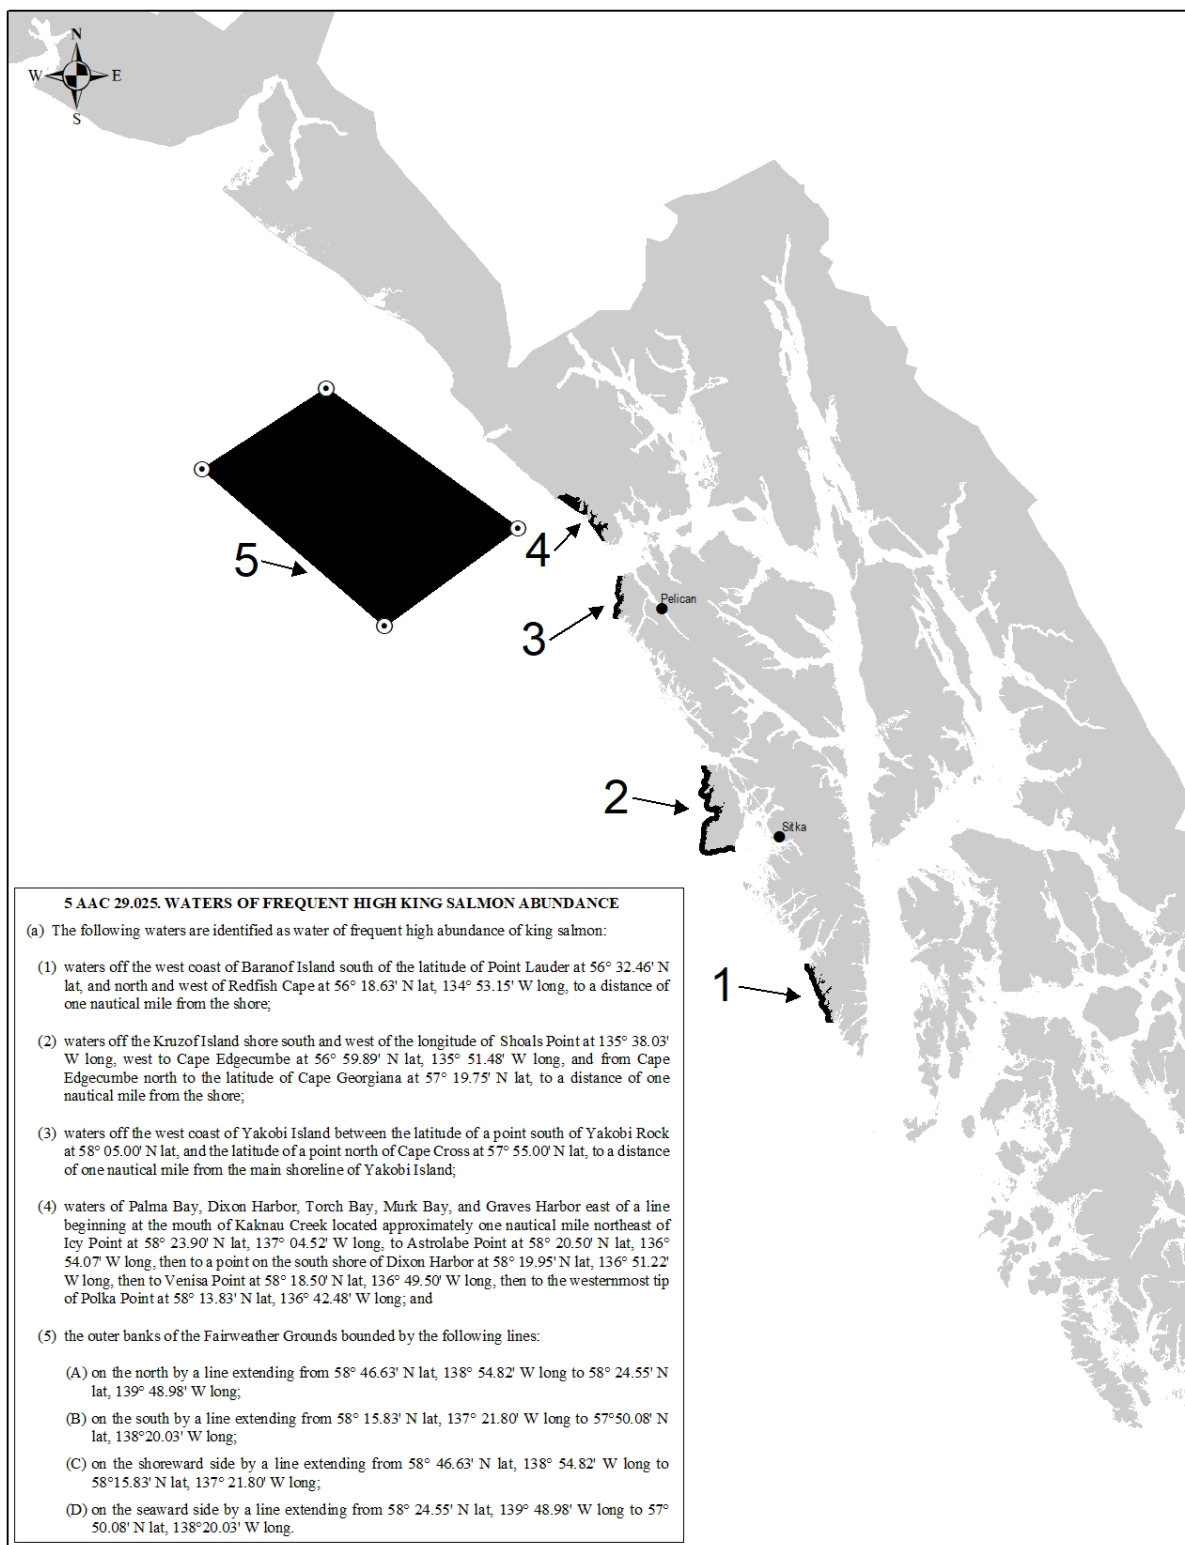 N
W E
S
5
4
3
Pelican
2
Sitka
1
5 AAC 29.025. WATERS OF FREQUENT HIGH KING SALMON ABUNDANCE
(a) The following waters are identified as water of frequent high abundance of king salmon:
(1) waters off the west coast of Baranof Island south of the latitude of Point Lauder at 56° 32.46' N
lat, and north and west of Redfish Cape at 56° 18.63' N lat, 134° 53.15' W long, to a distance of
one nautical mile from the shore;
(2) waters off the Kruzof Island shore south and west of the longitude of Shoals Point at 135° 38.03'
W long, west to Cape Edgecumbe at 56° 59.89' N lat, 135° 51.48' W long, and from Cape
Edgecumbe north to the latitude of Cape Georgiana at 57° 19.75' N lat, to a distance of one
nautical mile from the shore;
(3) waters off the west coast of Yakobi Island between the latitude of a point south of Yakobi Rock
at 58° 05.00' N lat, and the latitude of a point north of Cape Cross at 57° 55.00' N lat, to a distance
of one nautical mile from the main shoreline of Yakobi Island;
(4) waters of Palma Bay, Dixon Harbor, Torch Bay, Murk Bay, and Graves Harbor east of a line
beginning at the mouth of Kaknau Creek located approximately one nautical mile northeast of
Icy Point at 58° 23.90' N lat, 137° 04.52' W long, to Astrolabe Point at 58° 20.50' N lat, 136°
54.07' W long, then to a point on the south shore of Dixon Harbor at 58° 19.95' N lat, 136° 51.22'
W long, then to Venisa Point at 58° 18.50' N lat, 136° 49.50' W long, then to the westernmost tip
of Polka Point at 58° 13.83' N lat, 136° 42.48' W long; and
(5) the outer banks of the Fairweather Grounds bounded by the following lines:
(A) on the north by a line extending from 58° 46.63' N lat, 138° 54.82' W long to 58° 24.55' N
lat, 139° 48.98' W long;
(B) on the south by a line extending from 58° 15.83' N lat, 137° 21.80' W long to 57°50.08' N
lat, 138°20.03' W long;
(C) on the shoreward side by a line extending from 58° 46.63' N lat, 138° 54.82' W long to
58°15.83' N lat, 137° 21.80' W long;
(D) on the seaward side by a line extending from 58° 24.55' N lat, 139° 48.98' W long to 57°
50.08' N lat, 138°20.03' W long.